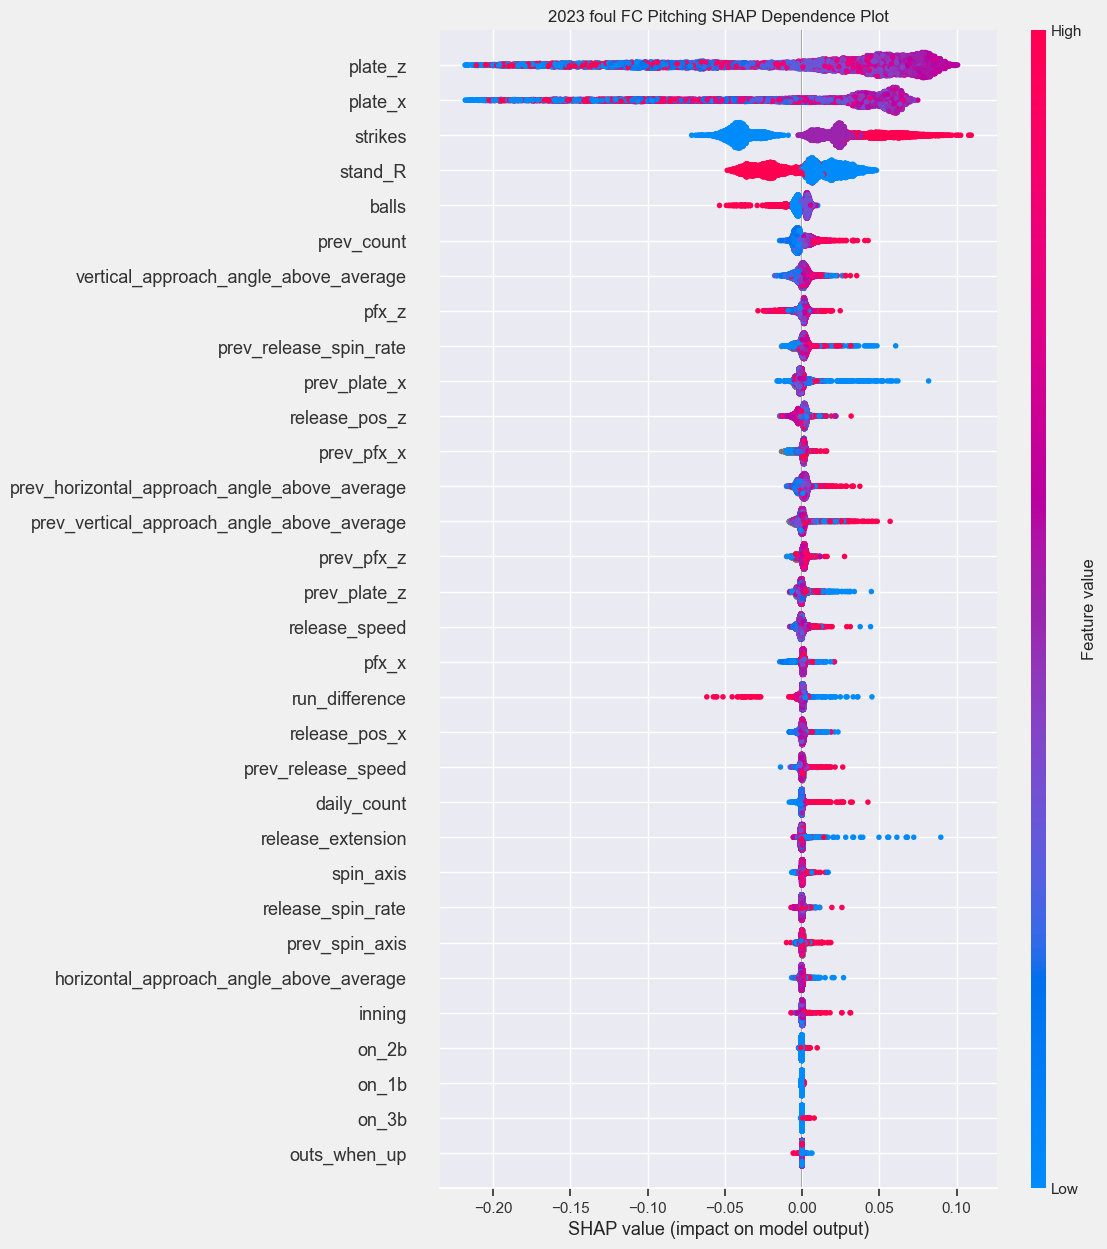 2023 foul FC Pitching SHAP Dependence Plot
High
plate_z
plate_x
strikes
stand_R
balls
prev_count
vertical_approach_angle_above_average
pfx_z
prev_release_spin_rate
prev_plate_x
release_pos_z
prev_pfx_x
prev_horizontal_approach_angle_above_average
prev_vertical_approach_angle_above_average
prev_pfx_z
prev_plate_z
release_speed
pfx_x
run_difference
release_pos_x
prev_release_speed
daily_count
release_extension
spin_axis
release_spin_rate
prev_spin_axis
horizontal_approach_angle_above_average
inning
on_2b
on_1b
on_3b
outs_when_up
Feature value
Low
−0.20 −0.15 −0.10 −0.05 0.00 0.05 0.10
SHAP value (impact on model output)